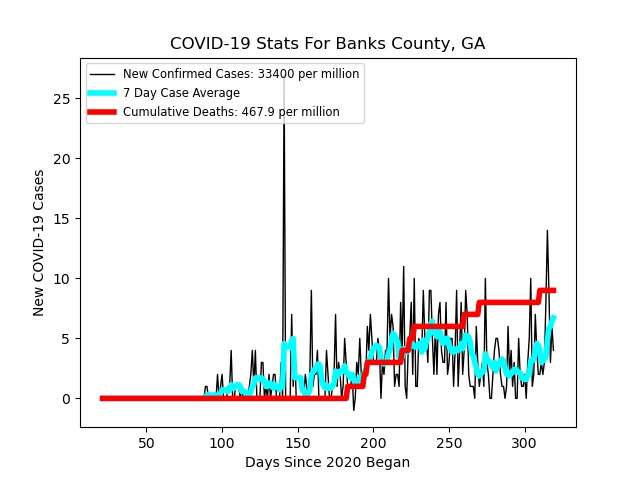 COVID-19 Stats For Banks County, GA
New Confirmed Cases: 33400 per million
7 Day Case Average
Cumulative Deaths: 467.9 per million
New COVID-19 Cases
25
20
15
10
5
0
50 100 150 200 250 300
Days Since 2020 Began